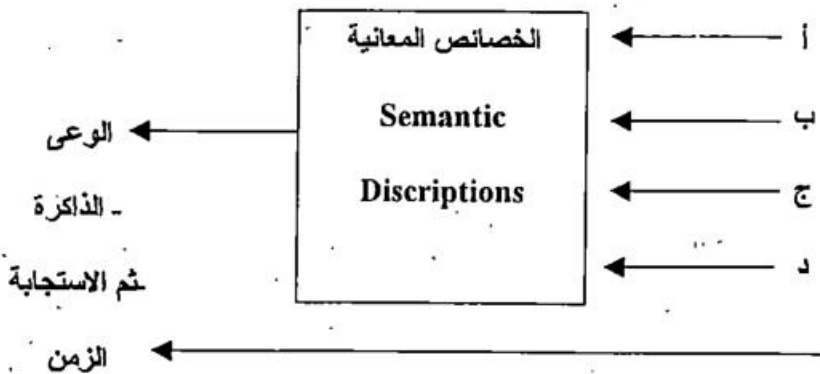 الخصائص المعانية
Semantic
Discriptions
أ
ب
ج
د
الوعى
- الذاكرة
-ثم الاستجابة
الزمن